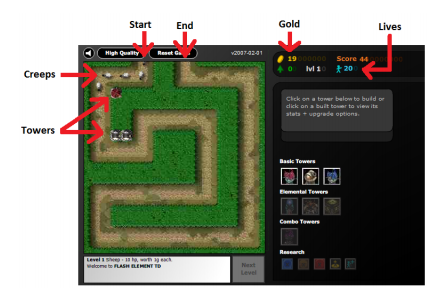 Start
End
Gold
Lives
High Quality
Reset Game
v2007-02-01
19
Score 44
0
lvl 1
20
Creeps
Click on a tower below to build or
click on a built tower to view its
stats + upgrade options.
Towers
Basic Towers
Elemental Towers
Combo Towers
Research
Level 1 Sheep - 10 hp, worth 1g each
Welcome to FLASH ELEMENT TD
Next
Level